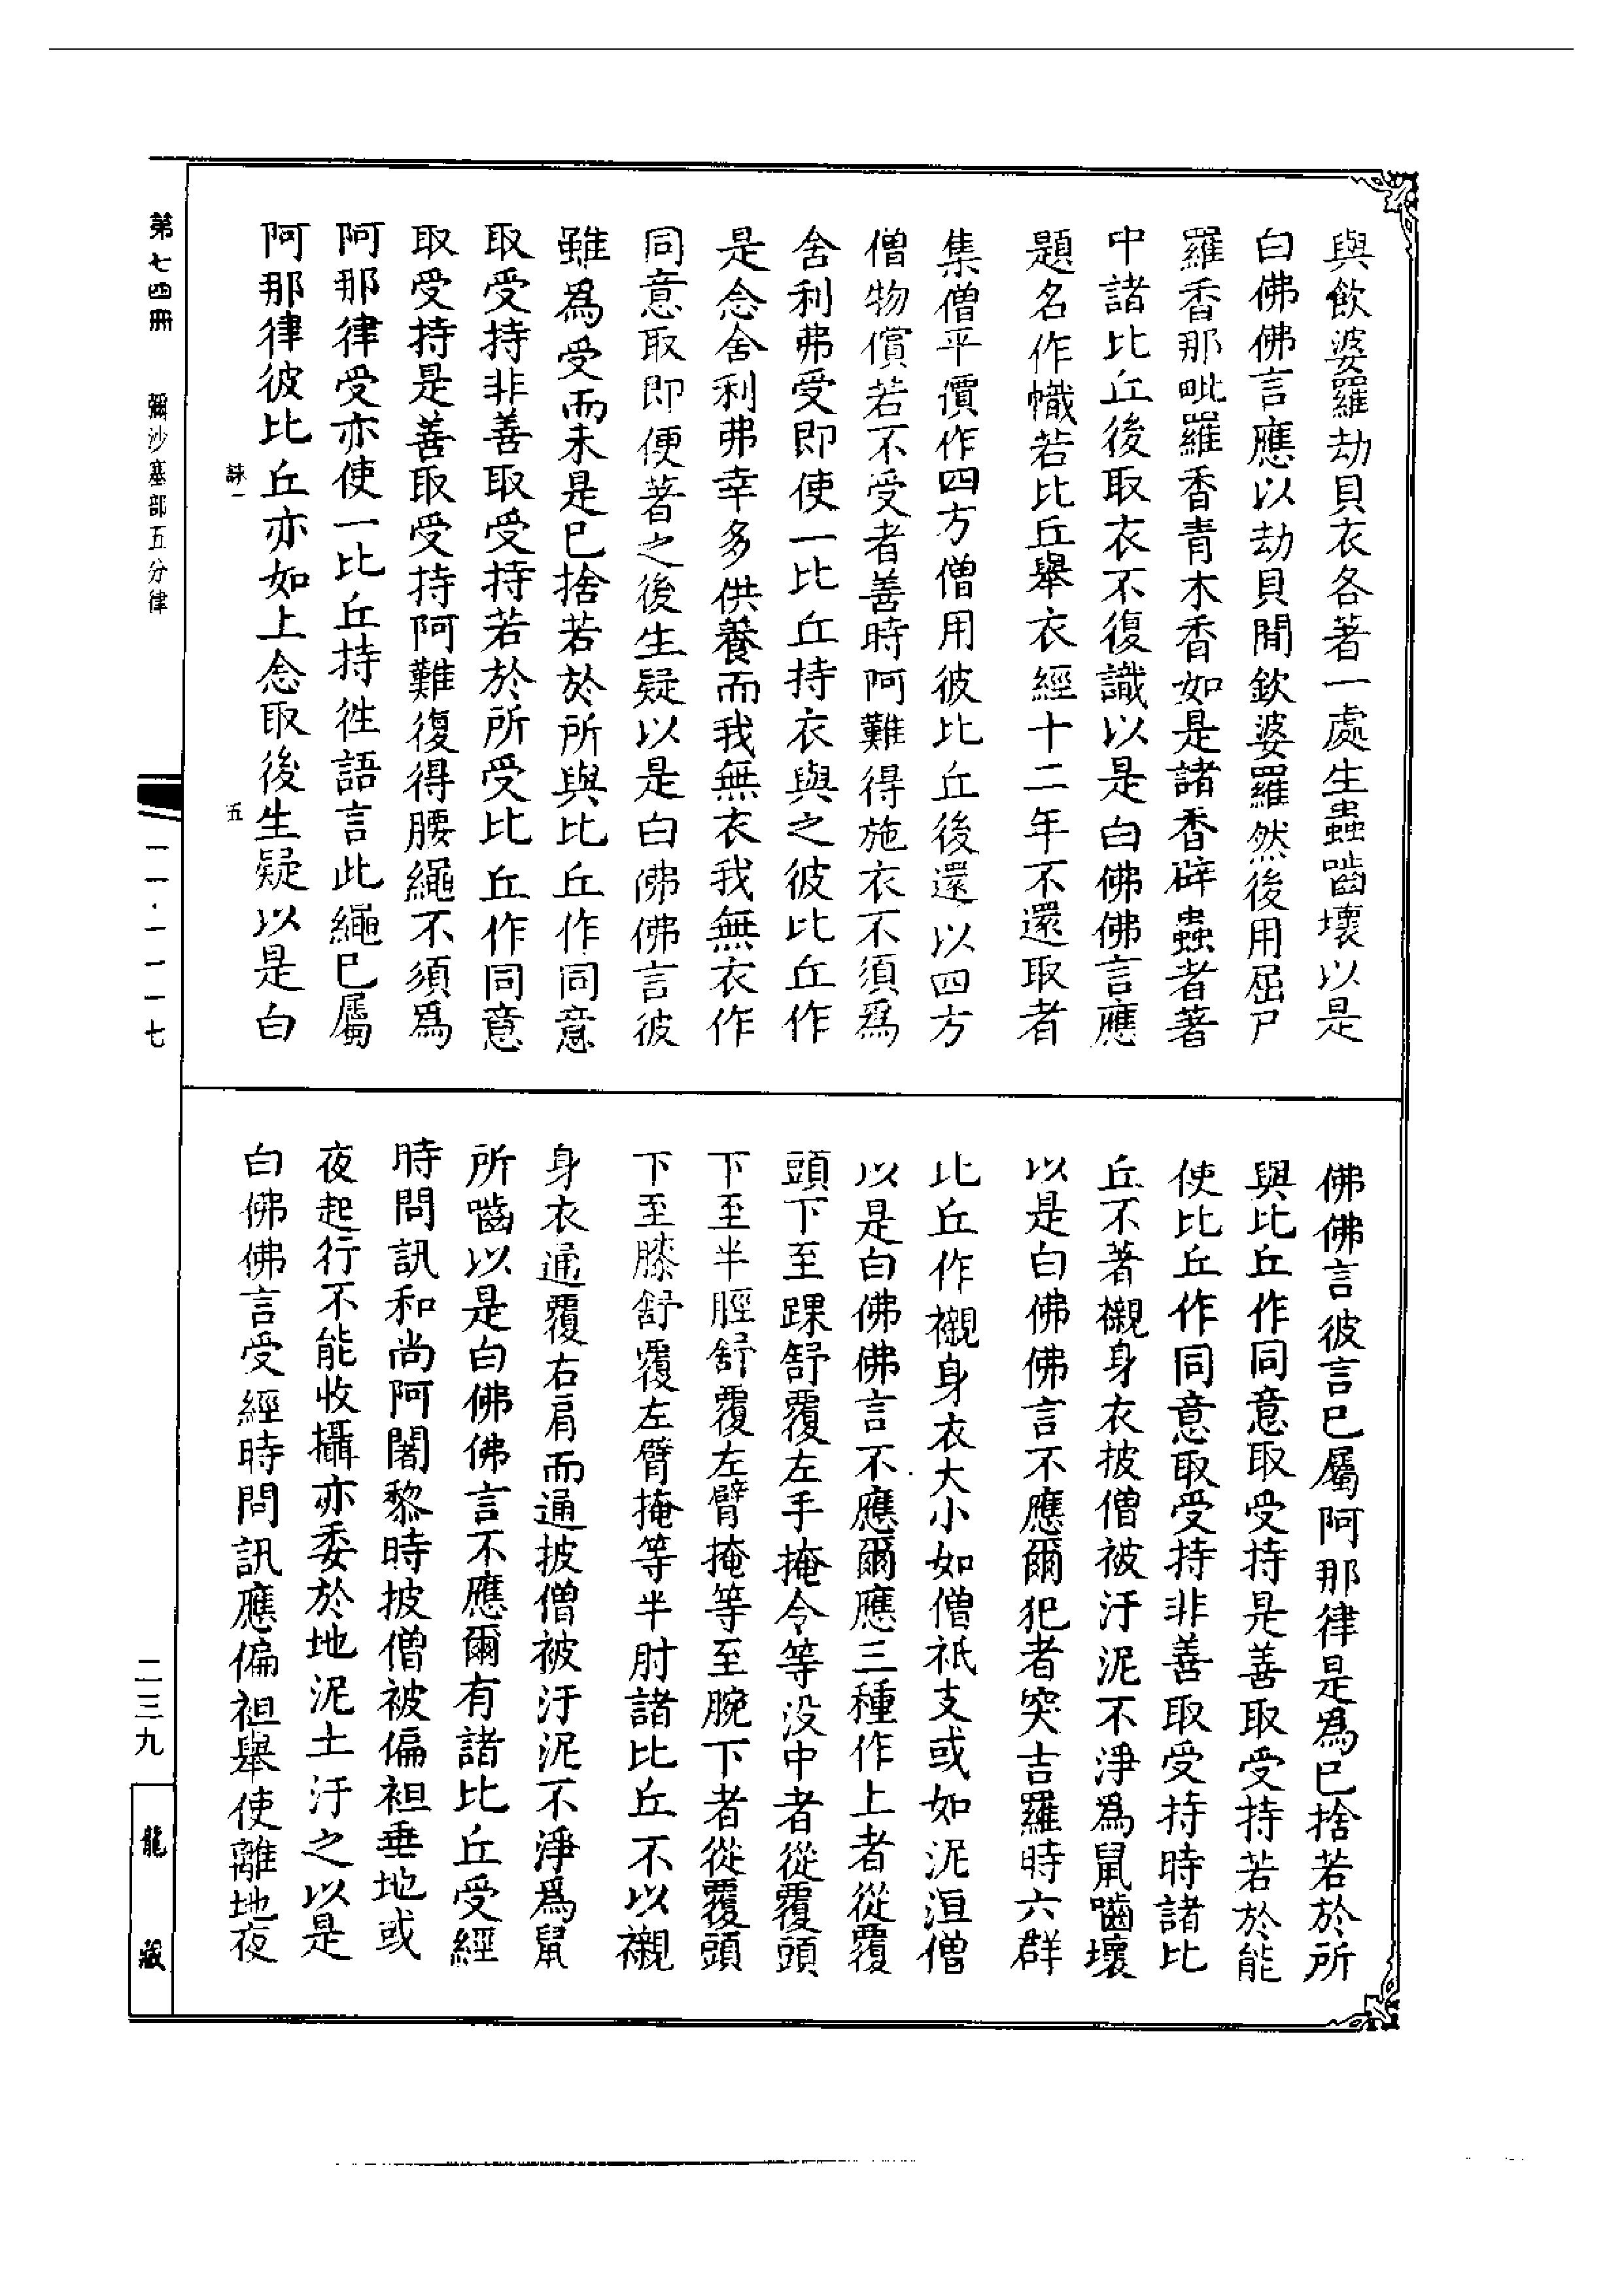 與飲婆羅劫貝衣各著一處生蟲嚙壞以是
白佛佛言應以劫貝閒欽婆羅然後用屈尸
羅香那毗羅香青木香如是諸香辟蟲者著
中諸比丘後取衣不復識以是白佛佛言應
題名作幟若比丘舉衣經十二年不還取者
集僧平價作四方僧用彼比丘後還以四方
僧物償若不受者善時阿難得施衣不須爲
舍利弗受即使一比丘持衣與之彼比丘作
是念舍利弗幸多供養而我無衣我無衣作
同意取即便著之後生疑以是白佛佛言彼
雖爲受而未是已捨若於所與比丘作同意
取受持非善取受持若於所受比丘作同意
取受持是善取受持阿難復得腰繩不須爲
阿那律受亦使一比丘持徃語言此繩已屬
阿那律彼比丘亦如上念取後生疑以是白
佛佛言彼言已屬阿那律是爲已捨若於所
與比丘作同意取受持是善取受持若於能
使比丘作同意取受持非善取受持時諸比
丘不著襯身衣披僧被汙泥不淨爲鼠嚙壞
以是白佛佛言不應爾犯者突吉羅時六群
比丘作襯身衣大小如僧祇支或如泥洹僧
以是白佛佛言不應爾應三種作上者從覆
頭下至踝舒覆左手掩令等没中者從覆頭
下至半脛舒覆左臂掩等至腕下者從覆頭
下至膝舒覆左臂掩等半肘諸比丘不以襯
身衣通覆右肩而通披僧被汙泥不淨爲鼠
所嚙以是白佛佛言不應爾有諸比丘受經
時問訊和尚阿闍黎時披僧被偏袒垂地或
夜起行不能收攝亦委於地泥土汙之以是
白佛佛言受經時問訊應偏袒舉使離地夜
誄一
五
第七四冊 彌沙塞部五分律
一一·一一一七
二三九
龍藏